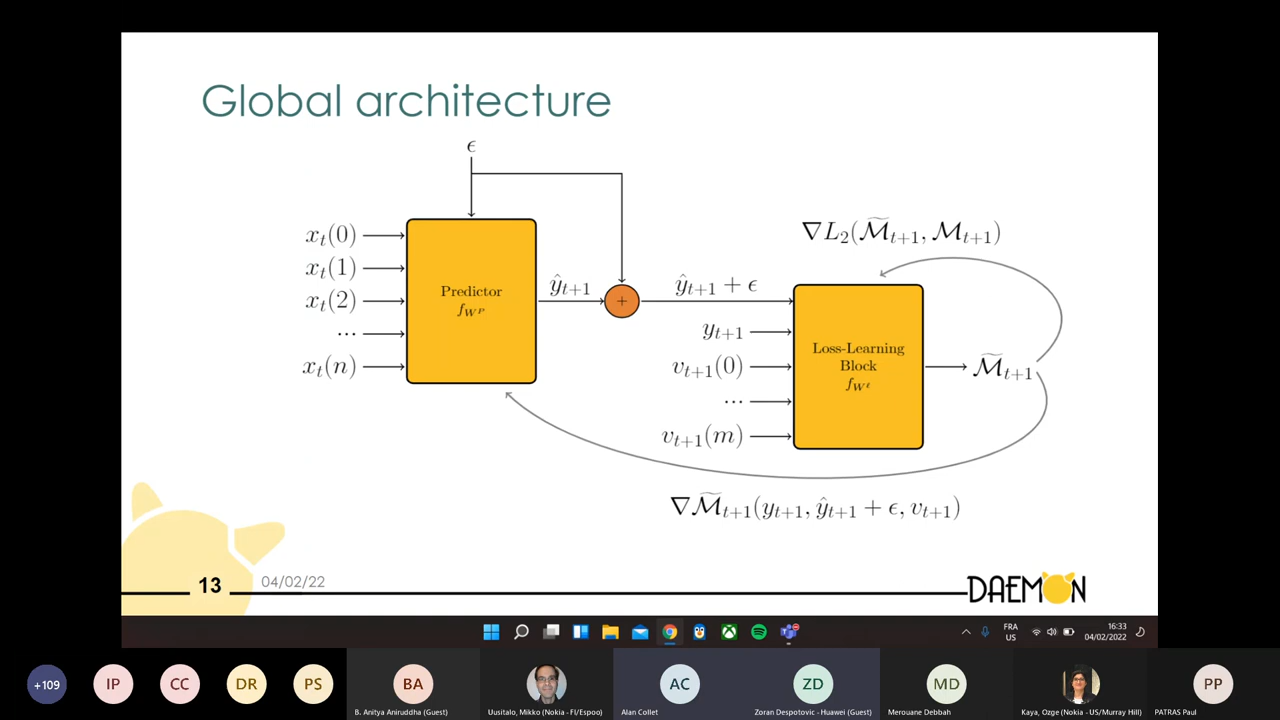 Global architecture
ϵ
x_t(0)
x_t(1)
x_t(2)
...
x_t(n)
Predictor
f_{W^P}
ŷ_{t+1}
+
ŷ_{t+1} + ϵ
y_{t+1}
v_{t+1}(0)
...
v_{t+1}(m)
∇L_2(M̃_{t+1}, M_{t+1})
Loss-Learning
Block
f_{W^ℓ}
M̃_{t+1}
∇M̃_{t+1}(y_{t+1}, ŷ_{t+1} + ϵ, v_{t+1})
13
04/02/22
DAEMON
FRA
US
16:33
04/02/2022
+109
IP
CC
DR
PS
BA
B. Anitya Aniruddha (Guest)
Uusitalo, Mikko (Nokia - FI/Espoo)
AC
Alan Collet
ZD
Zoran Despotovic - Huawei (Guest)
MD
Merouane Debbah
Kaya, Ozge (Nokia - US/Murray Hill)
PP
PATRAS Paul